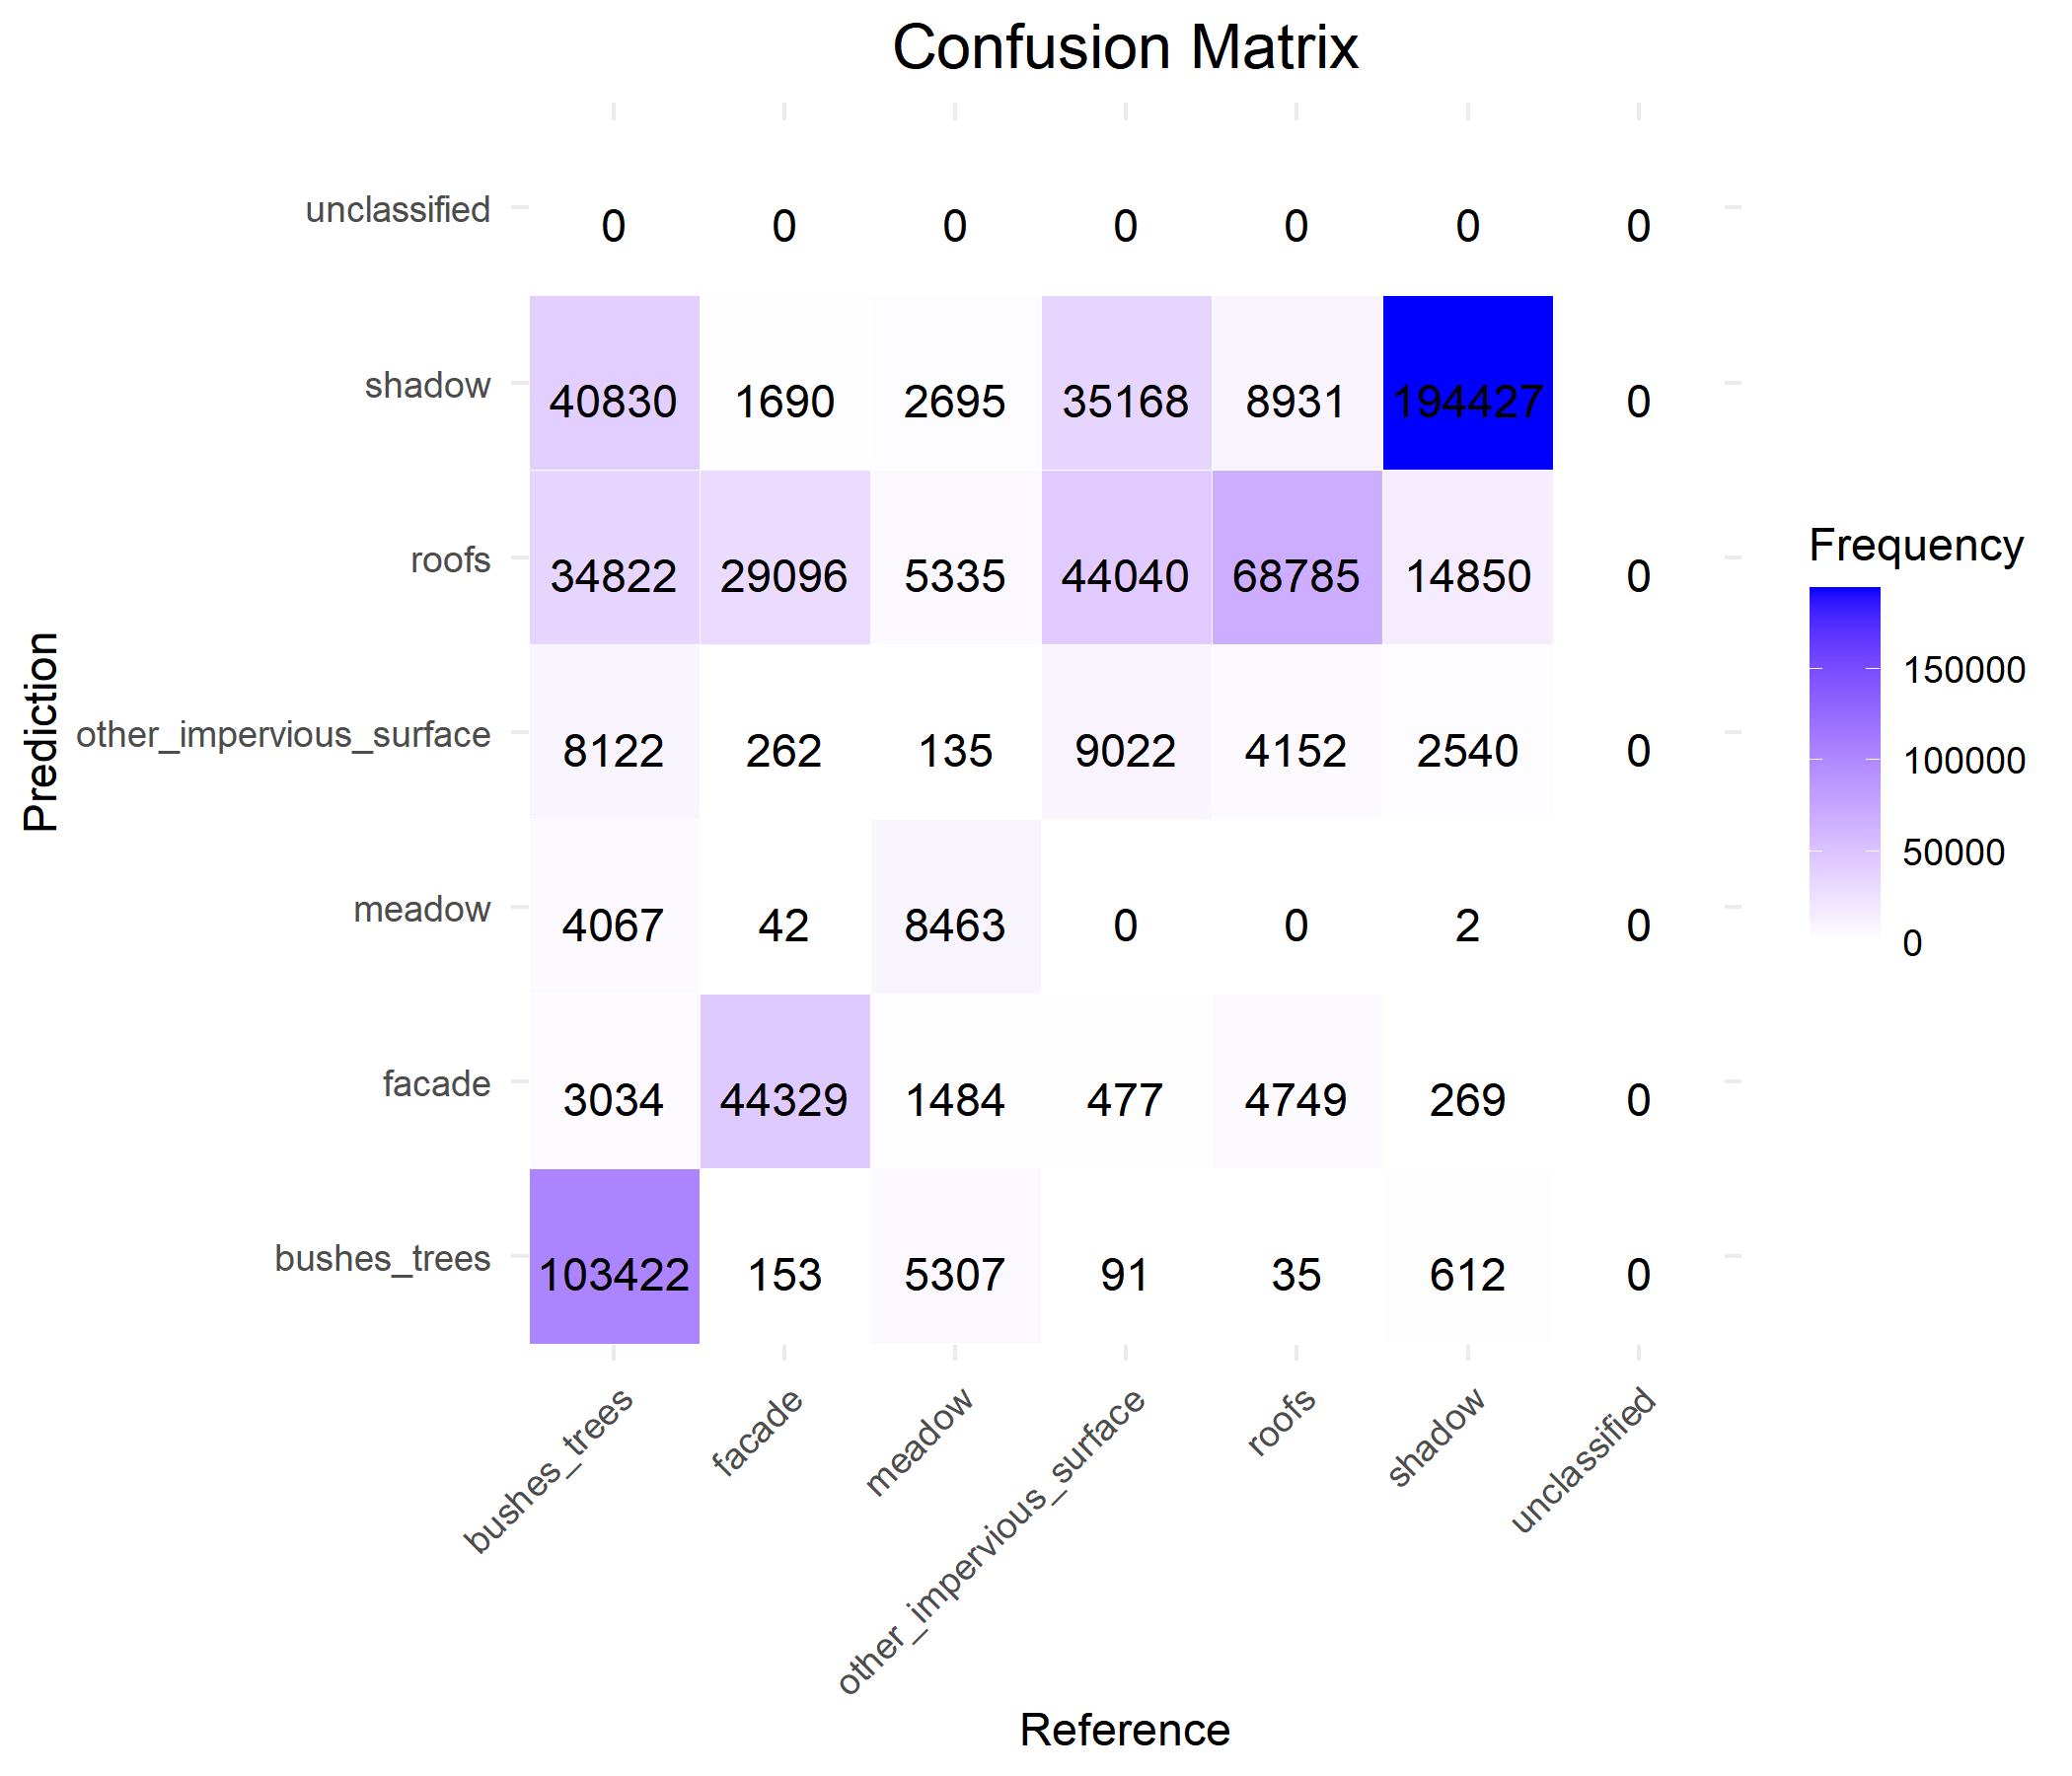 Confusion Matrix
unclassified 0 0 0 0 0 0 0
shadow 40830 1690 2695 35168 8931 194427 0
roofs 34822 29096 5335 44040 68785 14850 0
other_impervious_surface 8122 262 135 9022 4152 2540 0
meadow 4067 42 8463 0 0 2 0
facade 3034 44329 1484 477 4749 269 0
bushes_trees 103422 153 5307 91 35 612 0
Prediction
bushes_trees
facade
meadow
other_impervious_surface
roofs
shadow
unclassified
Reference
Frequency
150000
100000
50000
0